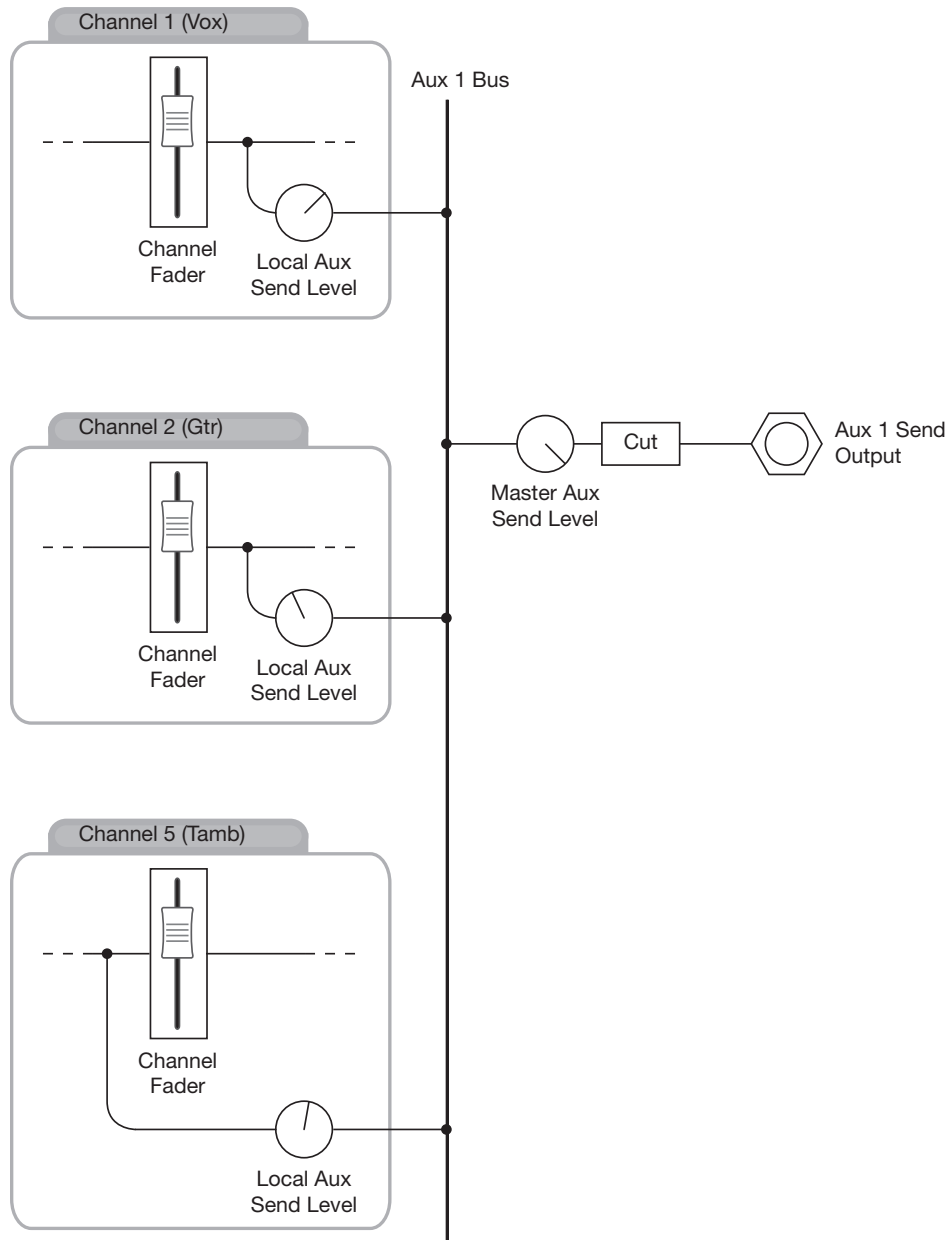 Channel 1 (Vox)
Aux 1 Bus
Channel
Fader
Local Aux
Send Level
Channel 2 (Gtr)
Cut
Aux 1 Send
Output
Master Aux
Send Level
Channel
Fader
Local Aux
Send Level
Channel 5 (Tamb)
Channel
Fader
Local Aux
Send Level